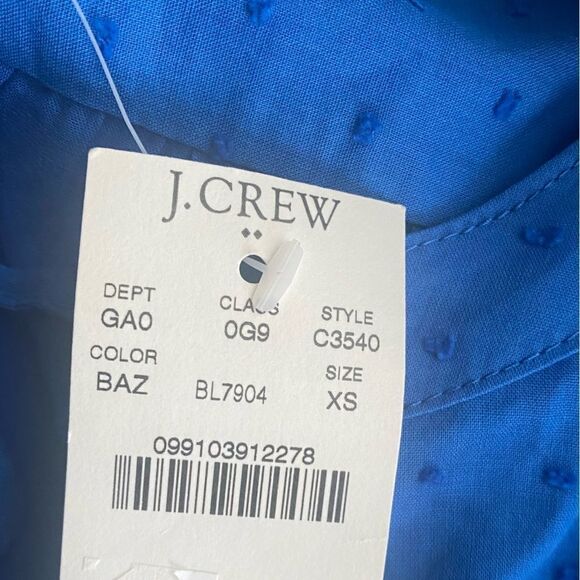 J.CREW
DEPT CLASS STYLE
GA0 0G9 C3540
COLOR SIZE
BAZ BL7904 XS
099103912278